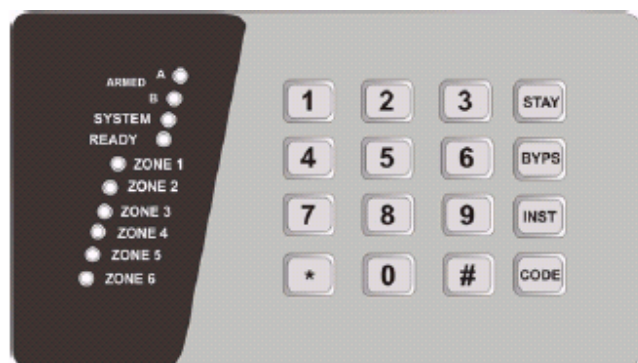 ARMED A
B
SYSTEM
READY
ZONE 1
ZONE 2
ZONE 3
ZONE 4
ZONE 5
ZONE 6
1 2 3 STAY
4 5 6 BYPS
7 8 9 INST
* 0 # CODE